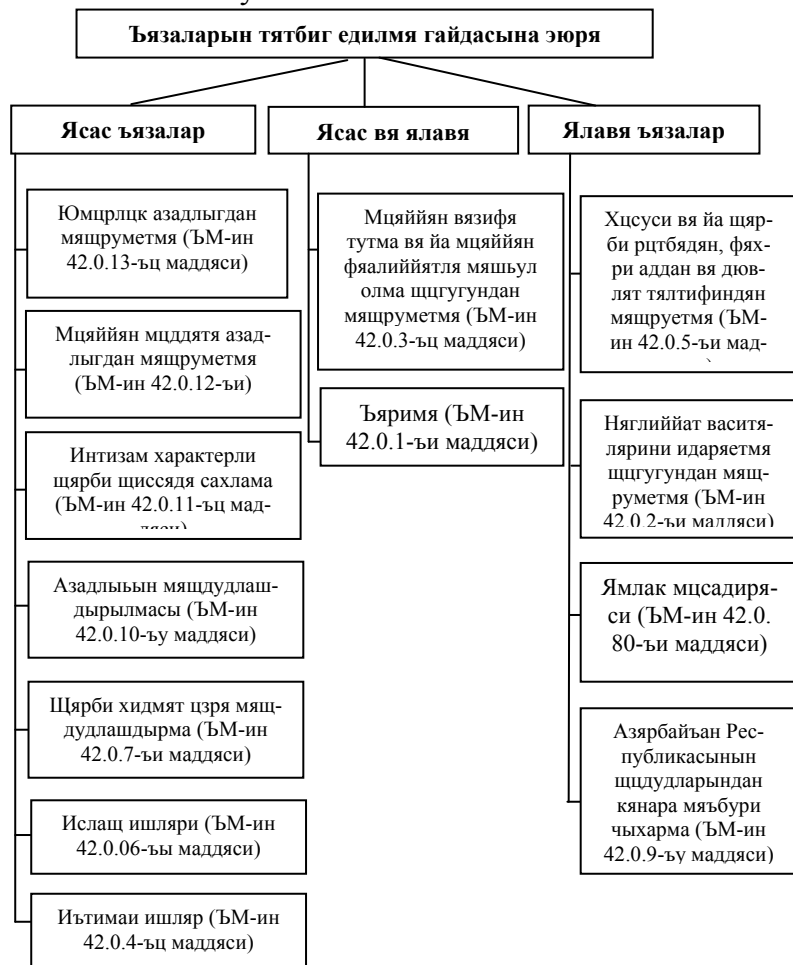 Ъязаларын тятбиг едилмя гайдасына эюря
Ясас ъязалар
Юмцрлцк азадлыгдан
мящруметмя (ЪМ-ин
42.0.13-ъц маддяси)
Мцяййян мцддятя азад-
лыгдан мящруметмя
(ЪМ-ин 42.0.12-ъи)
Интизам характерли
щярби щиссядя сахлама
(ЪМ-ин 42.0.11-ъц мад-
дяси)
Азадлыьын мящдудлаш-
дырылмасы (ЪМ-ин
42.0.10-ъу маддяси)
Щярби хидмят цзря мящ-
дудлашдырма (ЪМ-ин
42.0.7-ъи маддяси)
Ислащ ишляри (ЪМ-ин
42.0.06-ъы маддяси)
Иътимаи ишляр (ЪМ-ин
42.0.4-ъц маддяси)
Ясас вя ялавя
Мцяййян вязифя
тутма вя йа мцяййян
фяалиййятля мяшьул
олма щцгугундан
мящруметмя (ЪМ-ин
42.0.3-ъц маддяси)
Ъяримя (ЪМ-ин
42.0.1-ъи маддяси)
Ялавя ъязалар
Хцсуси вя йа щяр-
би рцтбядян, фях-
ри аддан вя дюв-
лят тялтифиндян
мящруетмя (ЪМ-
ин 42.0.5-ъи мад-
Няглиййат васитя-
лярини идаряетмя
щцгугундан мящ-
руметмя (ЪМ-ин
42.0.2-ъи маддяси)
Ямлак мцсадиря-
си (ЪМ-ин 42.0.
80-ъи маддяси)
Азярбайъан Рес-
публикасынын
щцдудларындан
кянара мяъбури
чыхарма (ЪМ-ин
42.0.9-ъу маддяси)